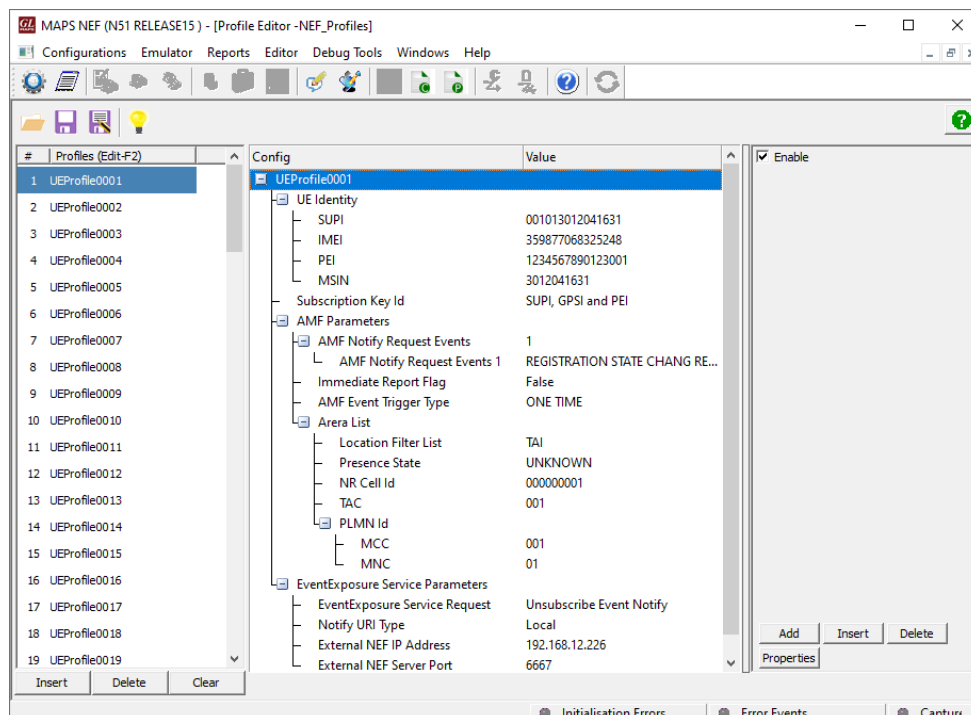 GL MAPS MAPS NEF (N51 RELEASE15 ) - [Profile Editor -NEF_Profiles]
Configurations Emulator Reports Editor Debug Tools Windows Help
# Profiles (Edit-F2)
1 UEProfile0001
2 UEProfile0002
3 UEProfile0003
4 UEProfile0004
5 UEProfile0005
6 UEProfile0006
7 UEProfile0007
8 UEProfile0008
9 UEProfile0009
10 UEProfile0010
11 UEProfile0011
12 UEProfile0012
13 UEProfile0013
14 UEProfile0014
15 UEProfile0015
16 UEProfile0016
17 UEProfile0017
18 UEProfile0018
19 UEProfile0019
Insert Delete Clear
Config Value
UEProfile0001
UE Identity
SUPI 001013012041631
IMEI 359877068325248
PEI 1234567890123001
MSIN 3012041631
Subscription Key Id SUPI, GPSI and PEI
AMF Parameters
AMF Notify Request Events 1
AMF Notify Request Events 1 REGISTRATION STATE CHANG RE...
Immediate Report Flag False
AMF Event Trigger Type ONE TIME
Arera List
Location Filter List TAI
Presence State UNKNOWN
NR Cell Id 000000001
TAC 001
PLMN Id
MCC 001
MNC 01
EventExposure Service Parameters
EventExposure Service Request Unsubscribe Event Notify
Notify URI Type Local
External NEF IP Address 192.168.12.226
External NEF Server Port 6667
Enable
Add Insert Delete
Properties
Initialisation Errors Error Events Capture